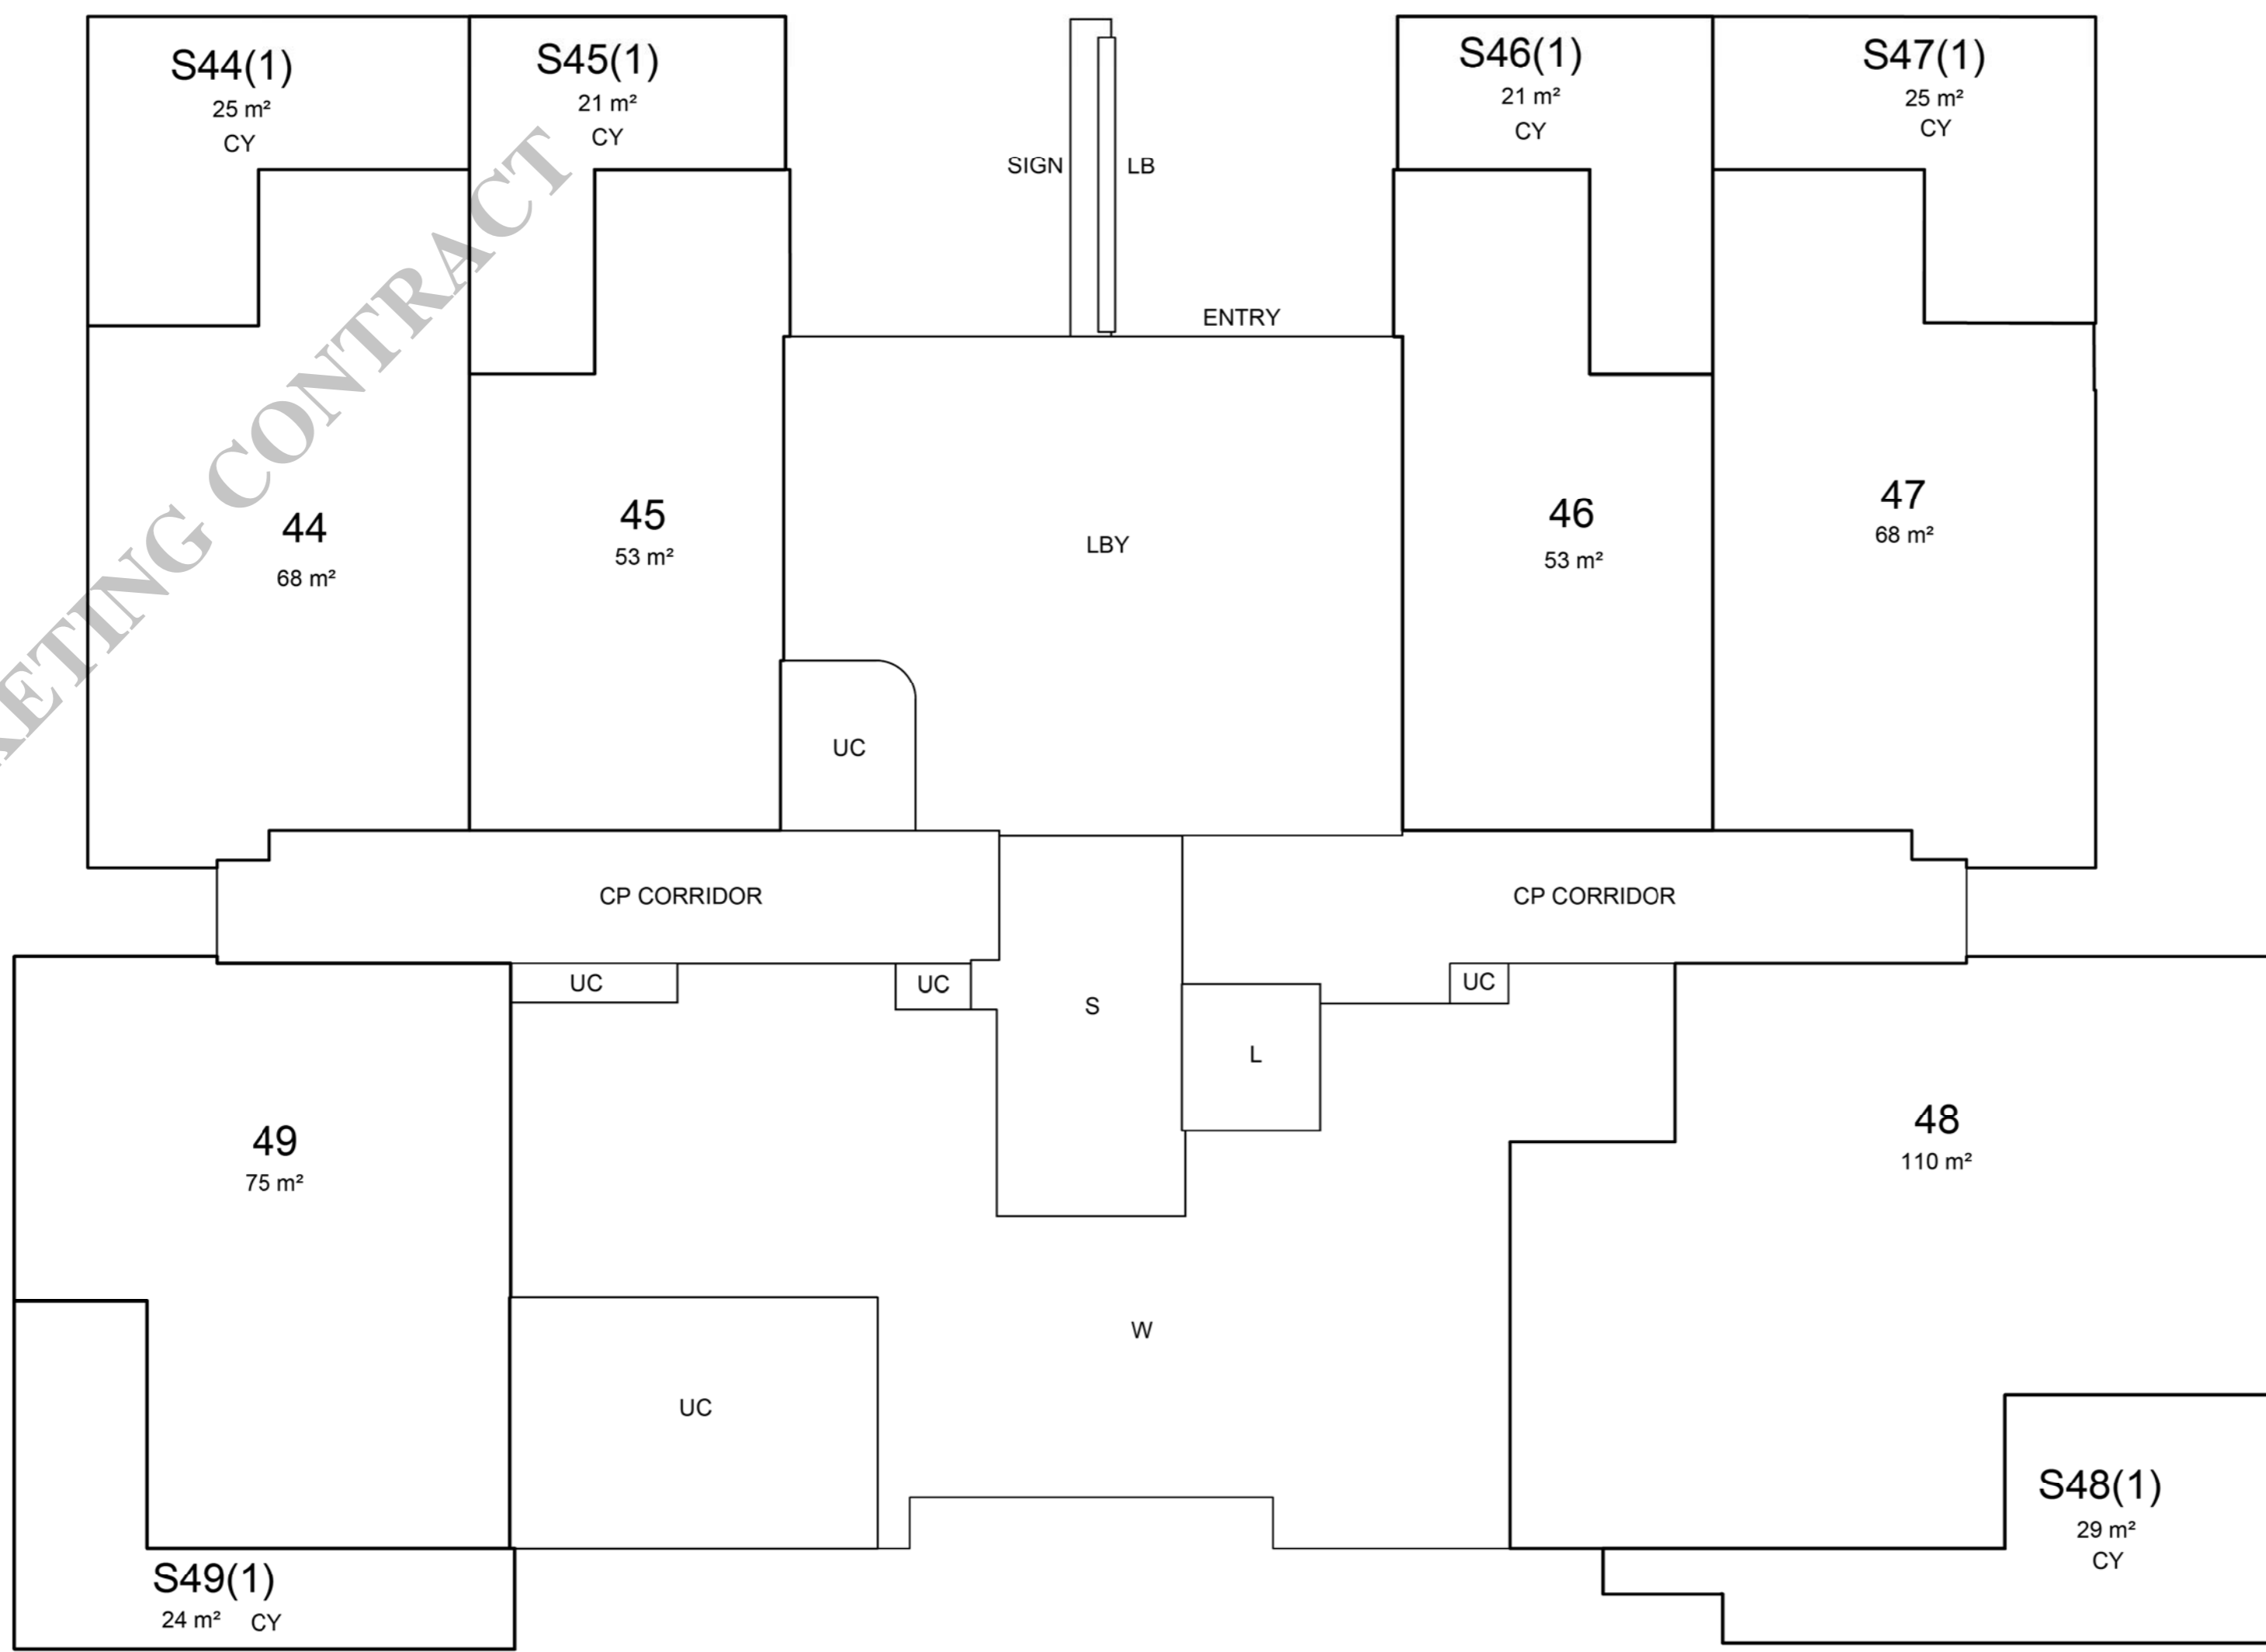 S44(1)
25 m²
CY
S45(1)
21 m²
CY
SIGN
LB
S46(1)
21 m²
CY
S47(1)
25 m²
CY
ENTRY
44
68 m²
45
53 m²
LBY
46
53 m²
47
68 m²
UC
CP CORRIDOR
CP CORRIDOR
UC
UC
S
UC
L
49
75 m²
48
110 m²
W
UC
S48(1)
29 m²
CY
S49(1)
24 m² CY
CONTRACT